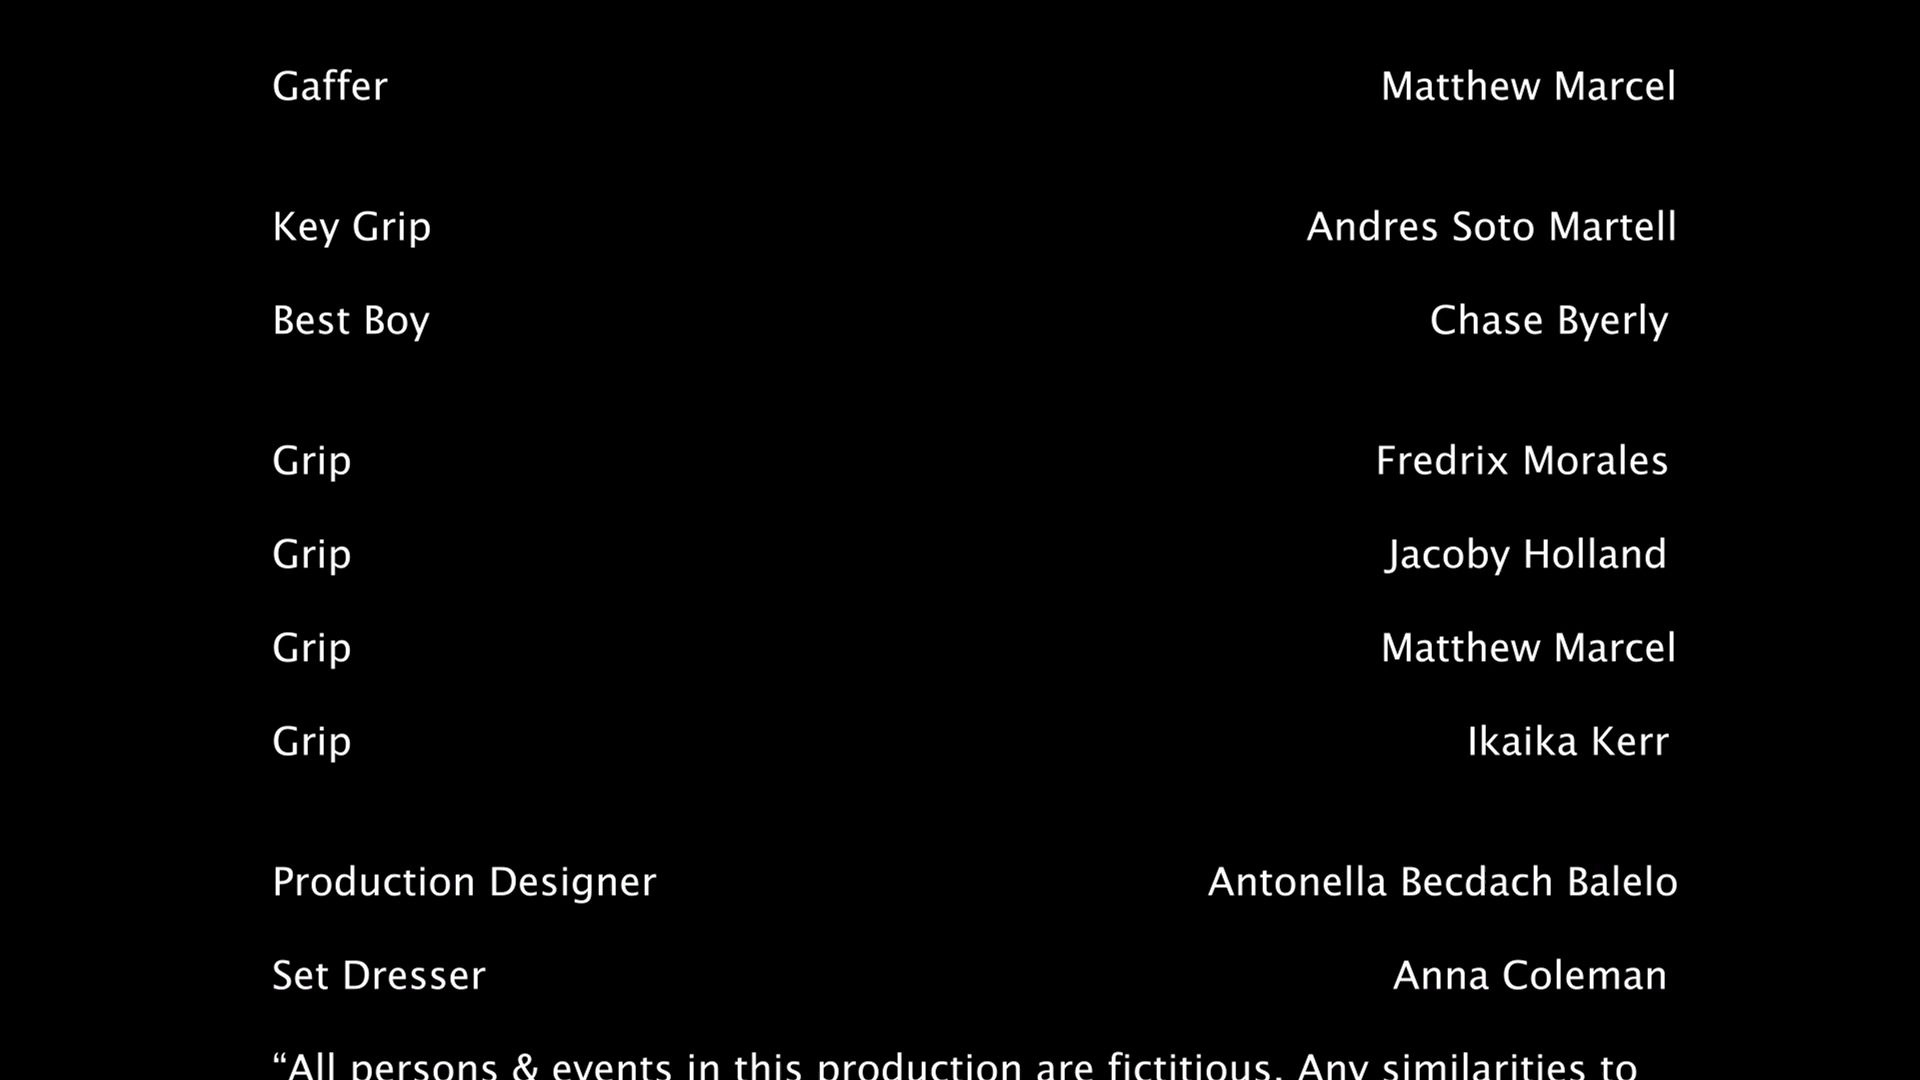 Gaffer Matthew Marcel
Key Grip Andres Soto Martell
Best Boy Chase Byerly
Grip Fredrix Morales
Grip Jacoby Holland
Grip Matthew Marcel
Grip Ikaika Kerr
Production Designer Antonella Becdach Balelo
Set Dresser Anna Coleman
“All persons & events in this production are fictitious. Any similarities to